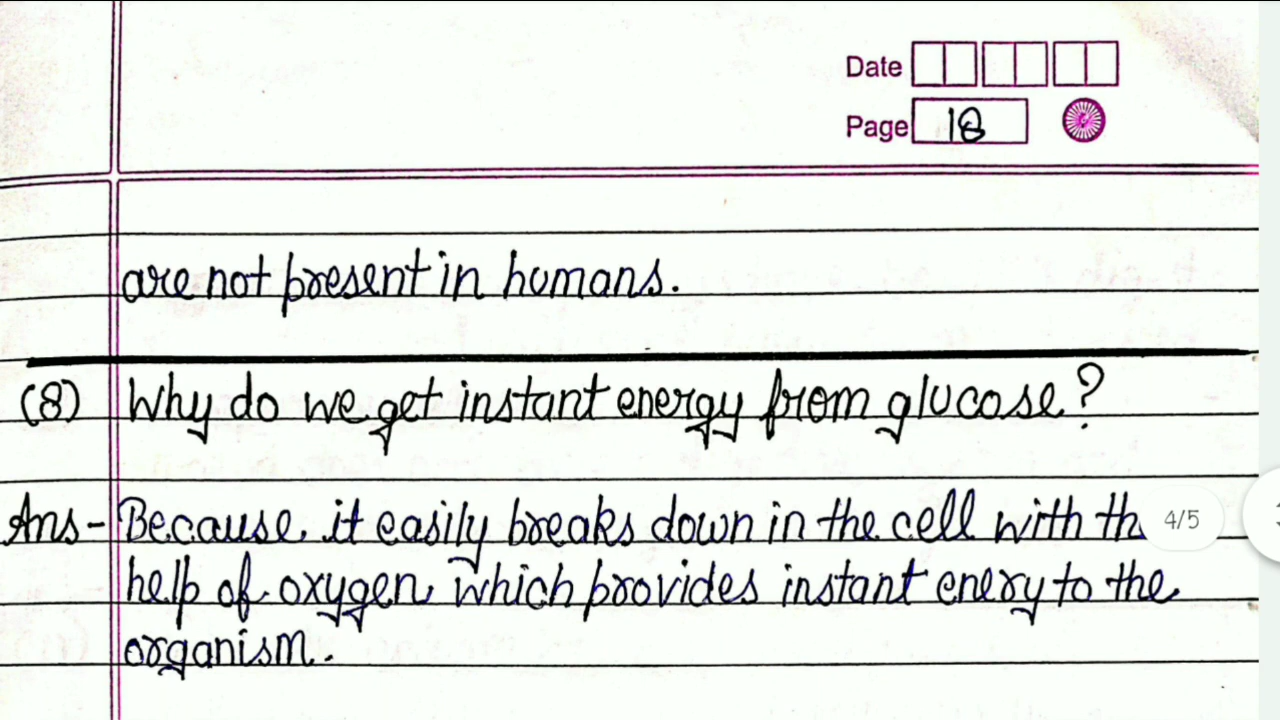 Date
Page 18
are not present in humans.
(8) Why do we get instant energy from glucose?
Ans- Because it easily breaks down in the cell with th 4/5
help of oxygen which provides instant enery to the
organism.